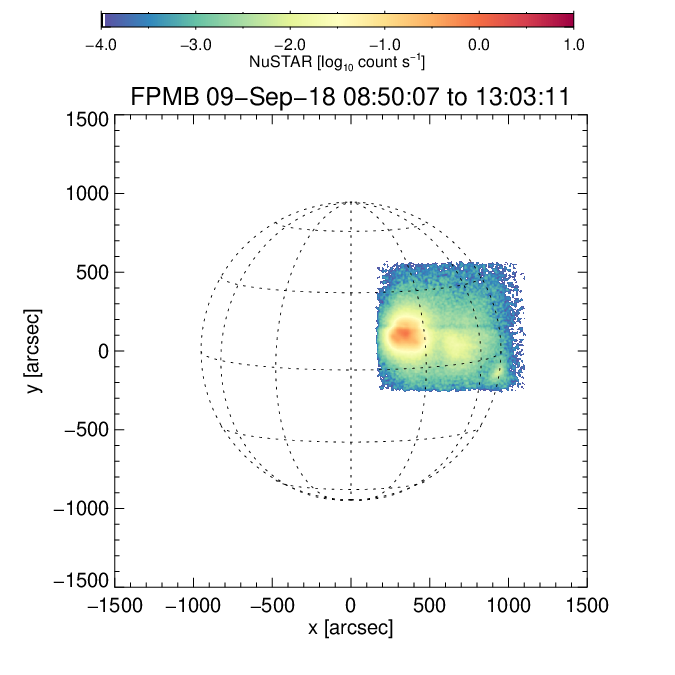 −4.0 −3.0 −2.0 −1.0 0.0 1.0
NuSTAR [log₁₀ count s⁻¹]
FPMB 09−Sep−18 08:50:07 to 13:03:11
1500
1000
500
0
−500
−1000
−1500
y [arcsec]
−1500 −1000 −500 0 500 1000 1500
x [arcsec]